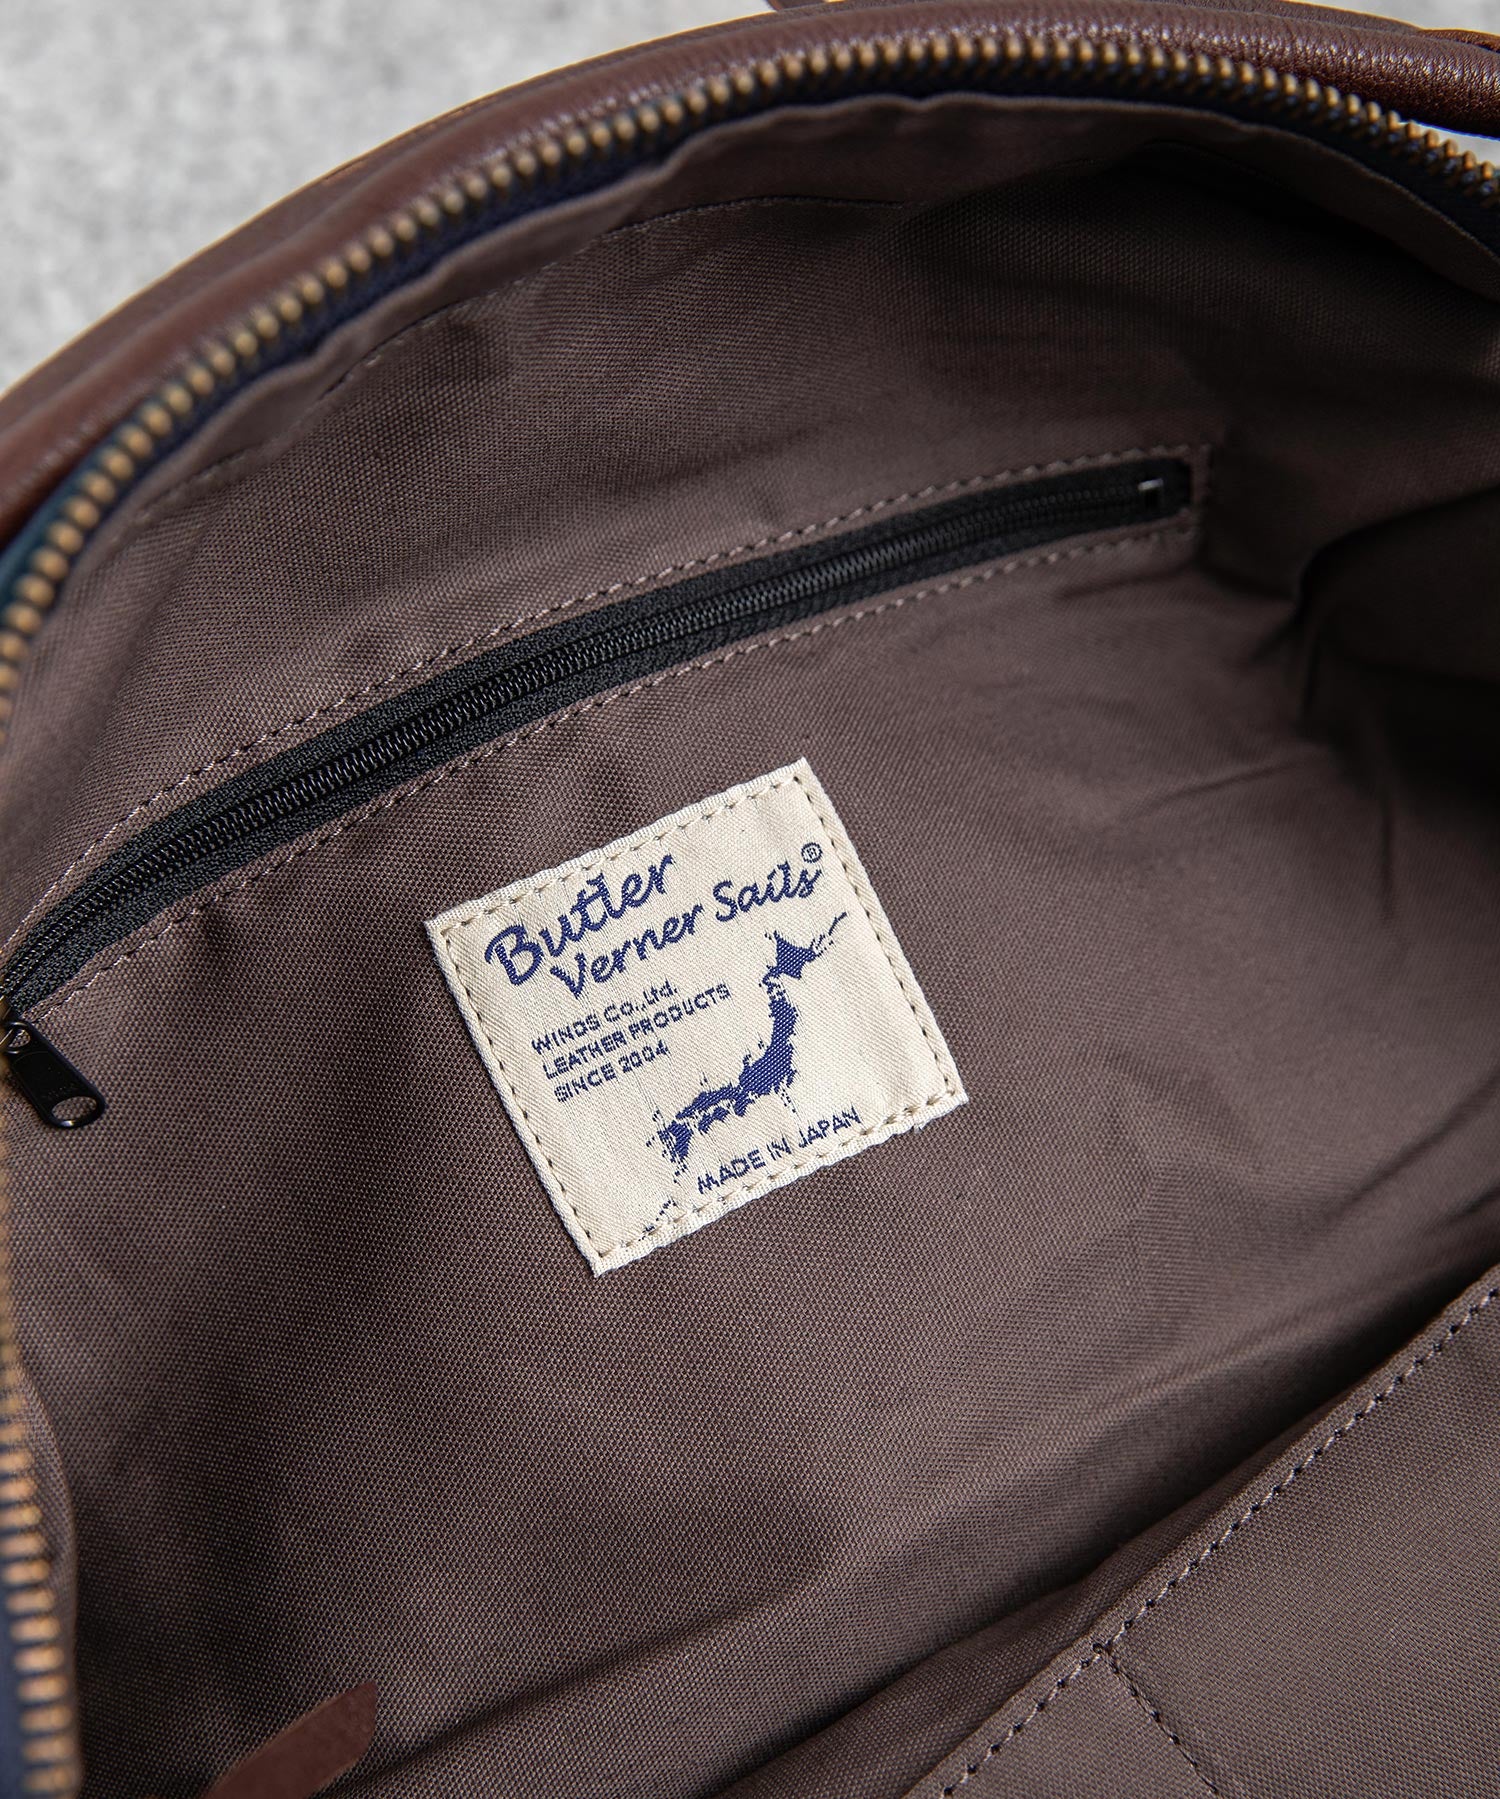 Butler
Verner Sails®
WINDS CO.,Ltd.
LEATHER PRODUCTS
SINCE 2004
MADE IN JAPAN